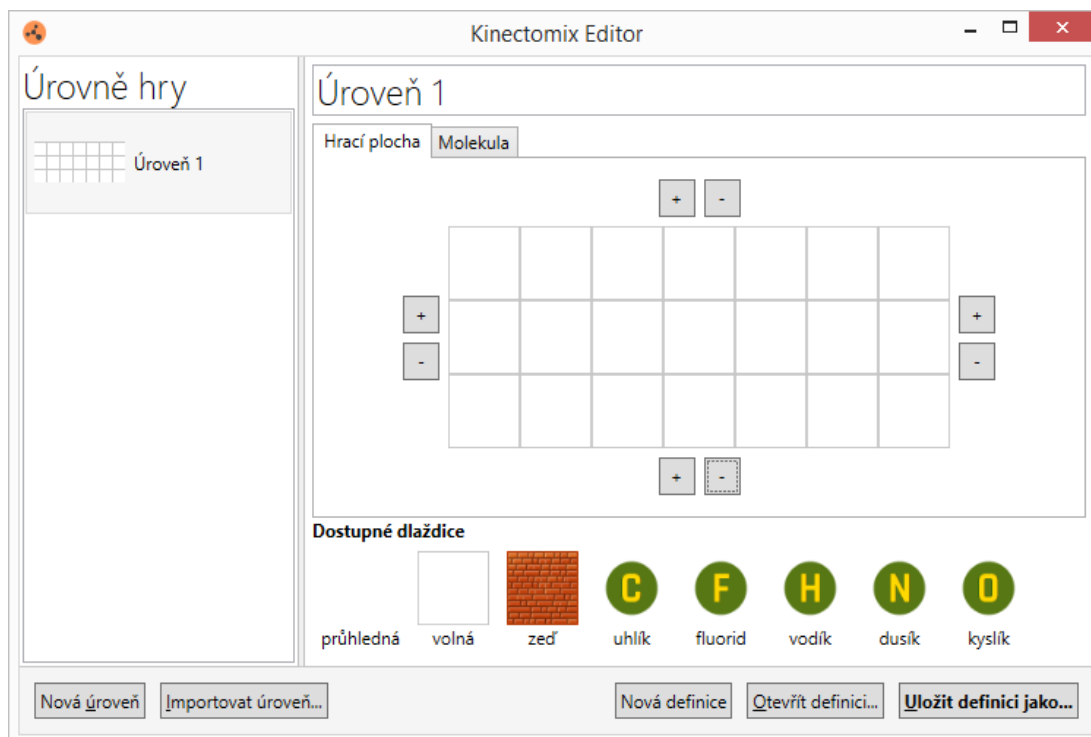 Kinectomix Editor
Úrovně hry
Úroveň 1
Úroveň 1
Hrací plocha
Molekula
+ -
+ +
- -
+ -
Dostupné dlaždice
C F H N O
průhledná volná zeď uhlík fluorid vodík dusík kyslík
Nová úroveň Importovat úroveň... Nová definice Otevřít definici... Uložit definici jako...